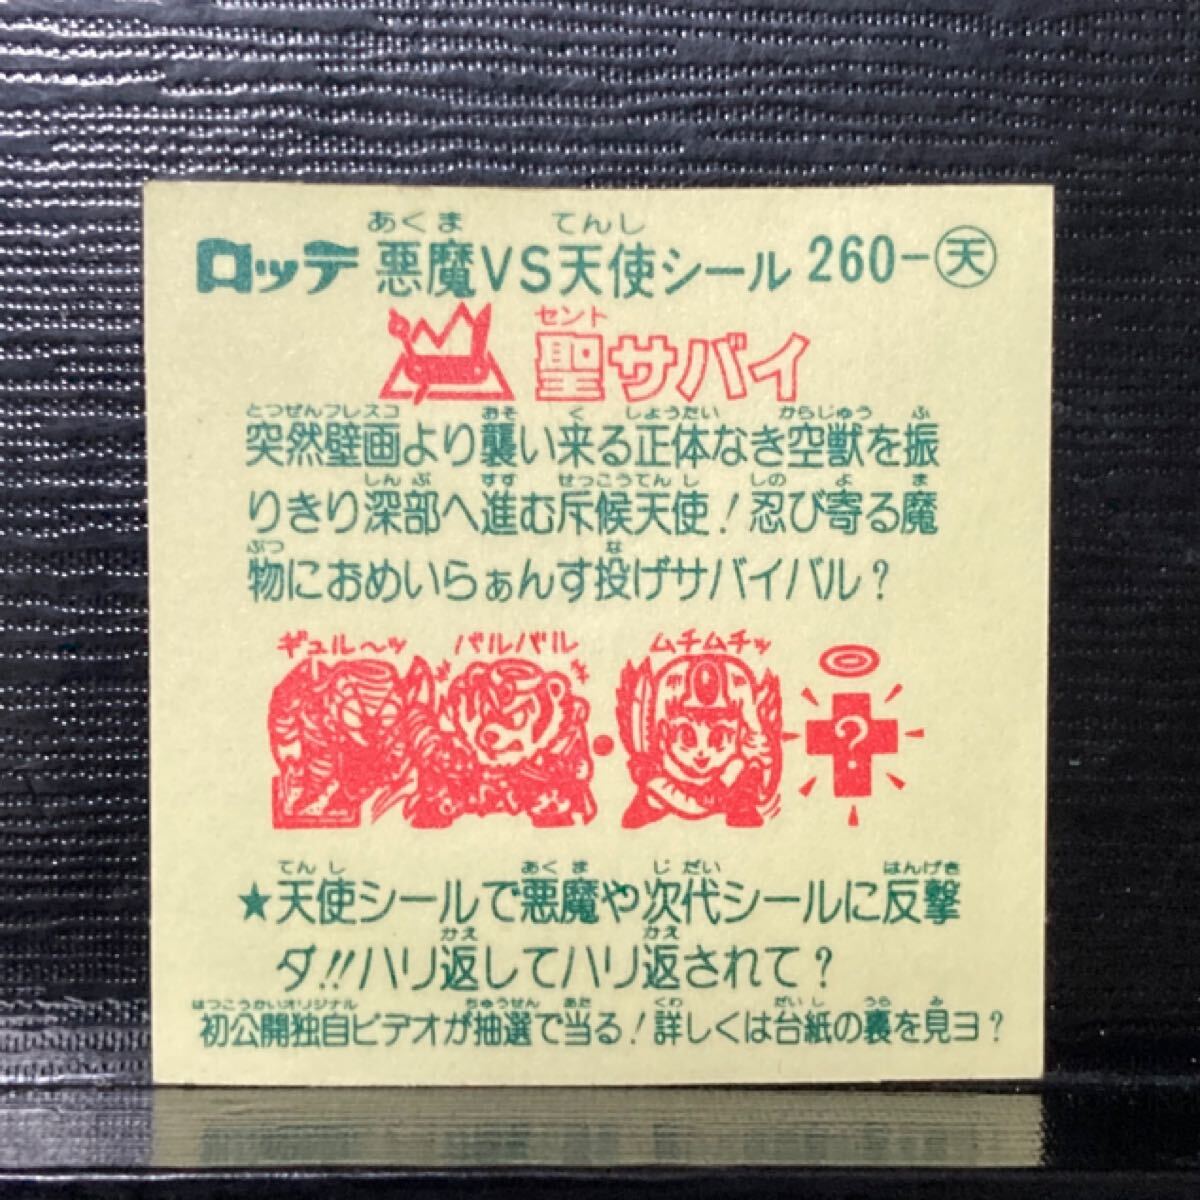 あくま てんし
ロッテ 悪魔VS天使シール 260-天
セント
聖サバイ
とつぜんフレスコ おそ く しょうたい からじゅう ふ
突然壁画より襲い来る正体なき空獣を振
しんぶ すす せっこうてんし しの よ ま
りきり深部へ進む斥候天使!忍び寄る魔
ぶつ な
物におめいらぁんす投げサバイバル?
ギュル〜ッ バルバル ムチムチッ
?
てんし あくま じだい はんげき
★天使シールで悪魔や次代シールに反撃
かえ かえ
ダ!!ハリ返してハリ返されて?
はつこうかいオリジナル ちゅうせん あた くわ だいし うら み
初公開独自ビデオが抽選で当る!詳しくは台紙の裏を見ヨ?